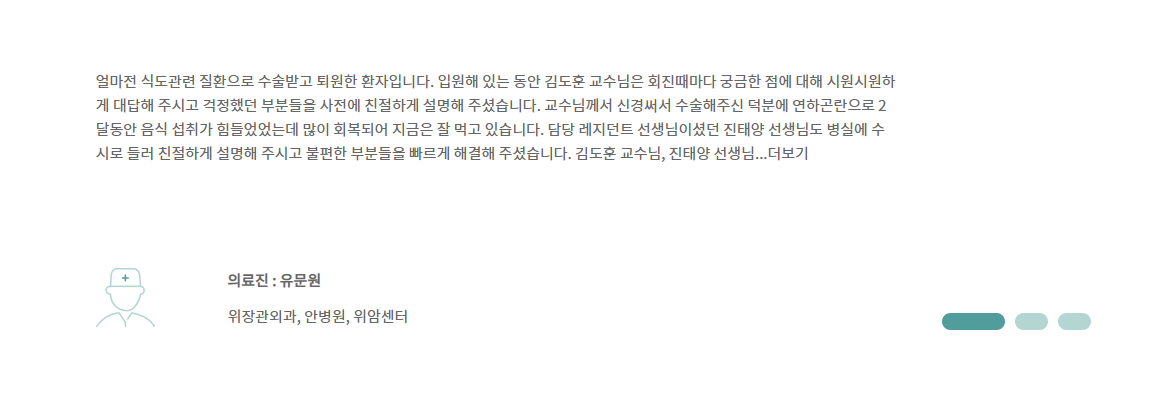 얼마전 식도관련 질환으로 수술받고 퇴원한 환자입니다. 입원해 있는 동안 김도훈 교수님은 회진때마다 궁금한 점에 대해 시원시원하
게 대답해 주시고 걱정했던 부분들을 사전에 친절하게 설명해 주셨습니다. 교수님께서 신경써서 수술해주신 덕분에 연하곤란으로 2
달동안 음식 섭취가 힘들었었는데 많이 회복되어 지금은 잘 먹고 있습니다. 담당 레지던트 선생님이셨던 진태양 선생님도 병실에 수
시로 들러 친절하게 설명해 주시고 불편한 부분들을 빠르게 해결해 주셨습니다. 김도훈 교수님, 진태양 선생님...더보기
의료진 : 유문원
위장관외과, 안병원, 위암센터